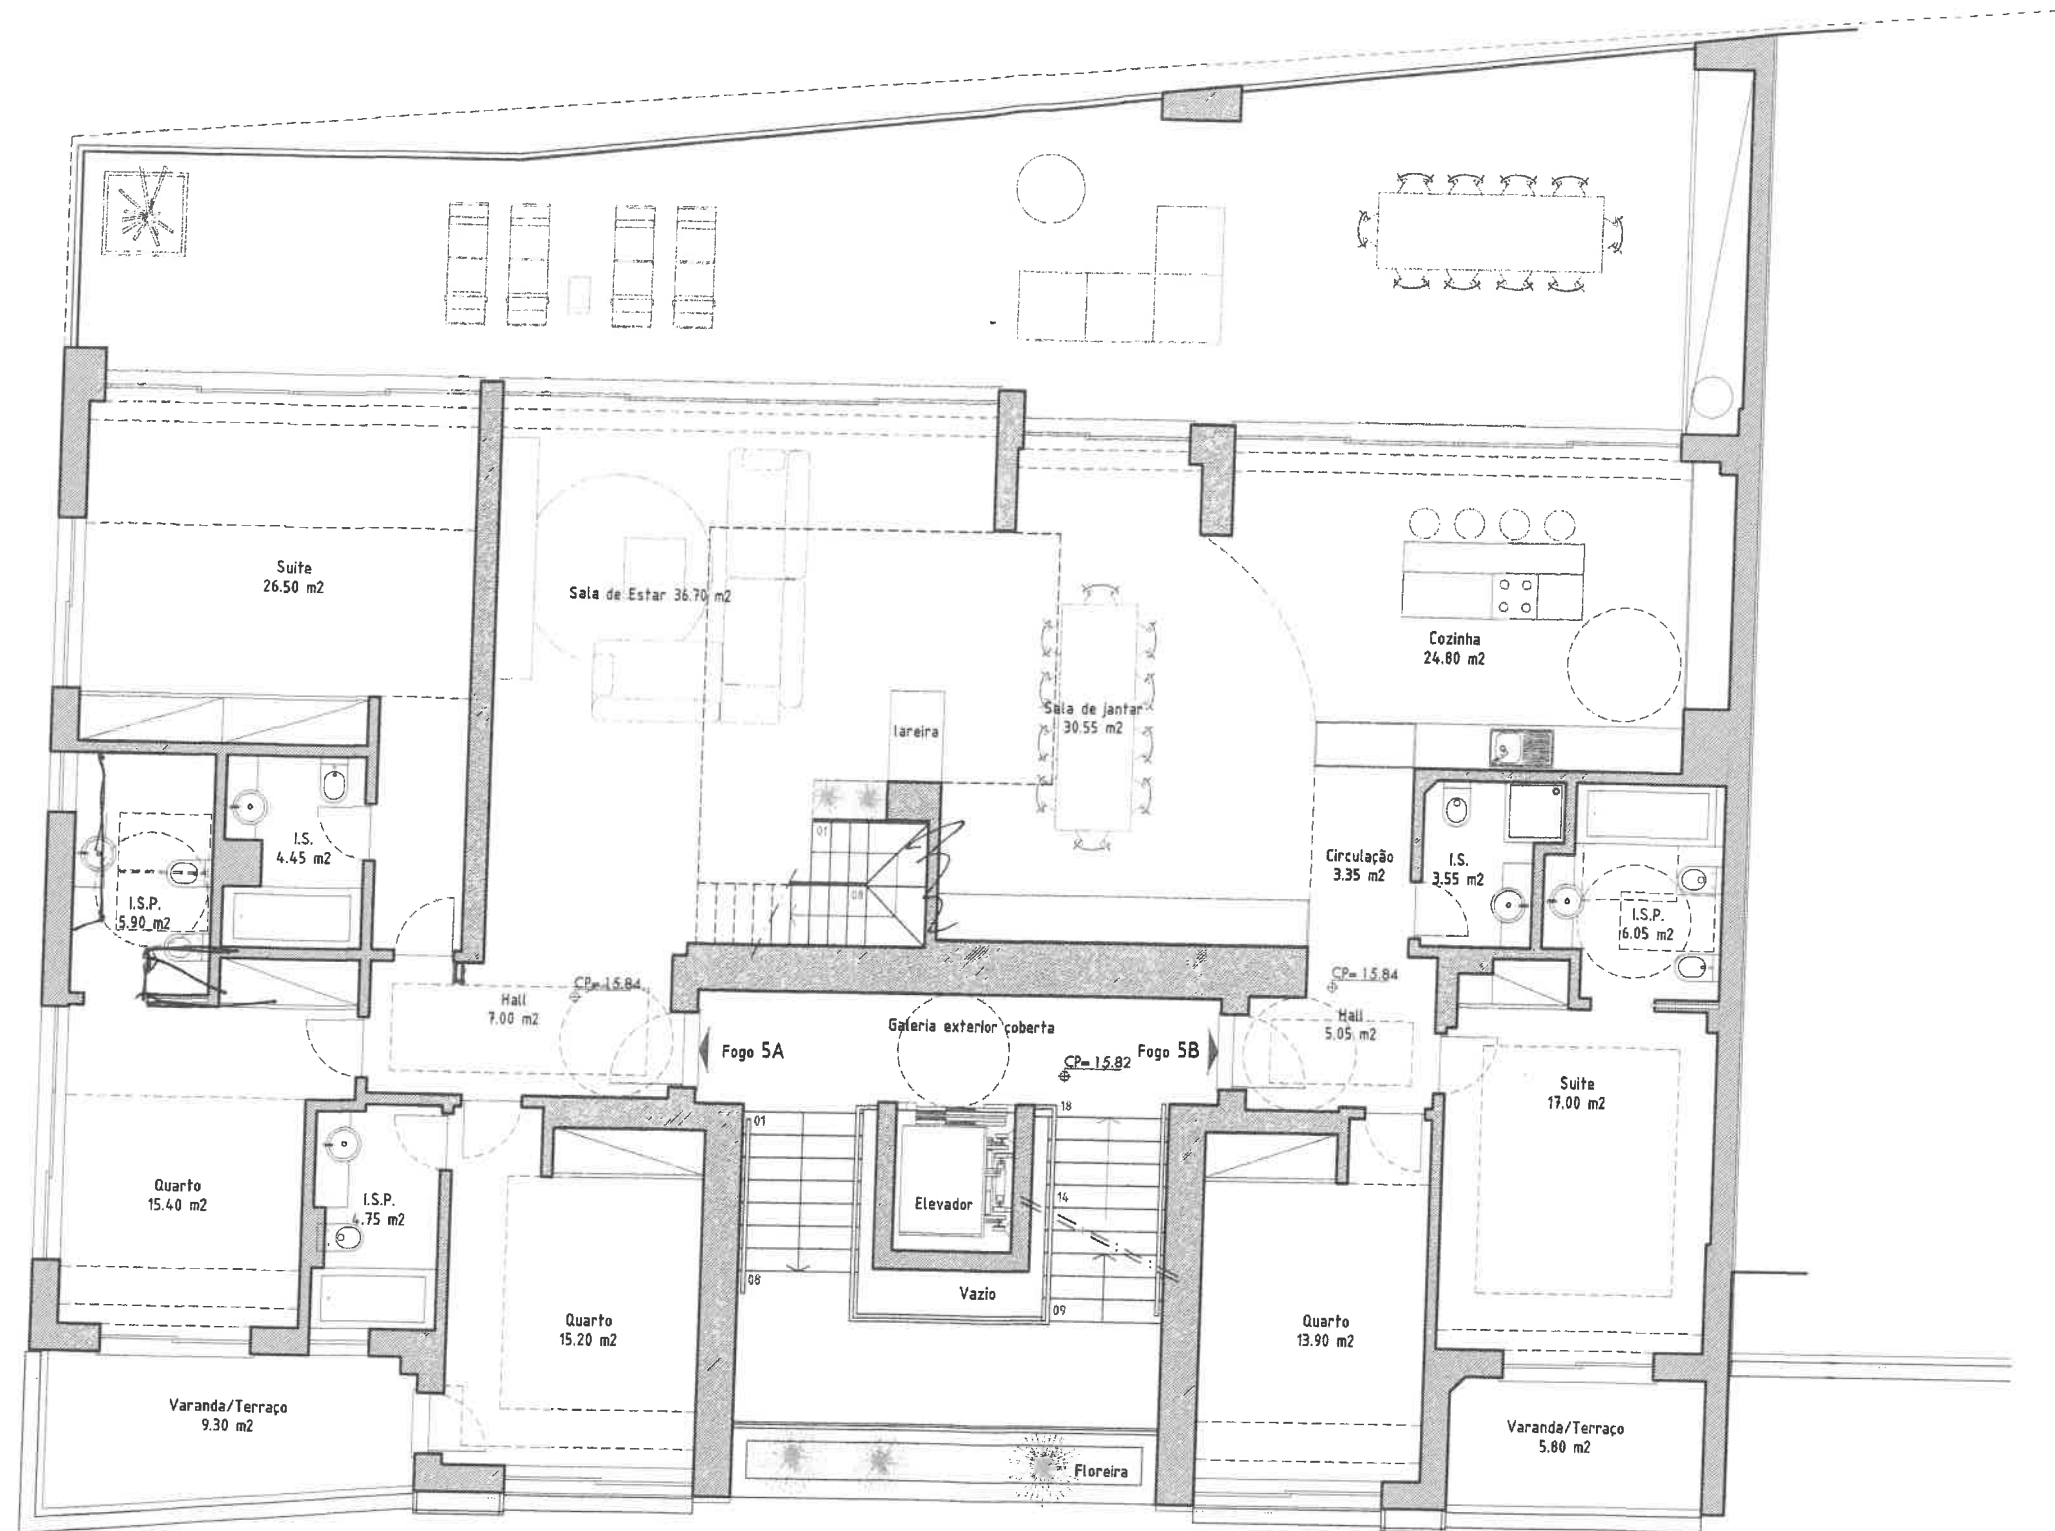 Suite
26.50 m2
Sala de Estar 36.70 m2
Cozinha
24.80 m2
lareira
Sala de jantar
30.55 m2
01
08
I.S.
4.45 m2
I.S.P.
5.90 m2
Circulação
3.35 m2
I.S.
3.55 m2
I.S.P.
6.05 m2
CP= 15.84
Hall
7.00 m2
CP= 15.84
Hall
5.05 m2
Galeria exterior coberta
Fogo 5A
Fogo 5B
CP= 15.82
Suite
17.00 m2
01
18
Quarto
15.40 m2
I.S.P.
4.75 m2
Elevador
14
08
Vazio
09
Quarto
15.20 m2
Quarto
13.90 m2
Varanda/Terraço
9.30 m2
Varanda/Terraço
5.80 m2
Floreira